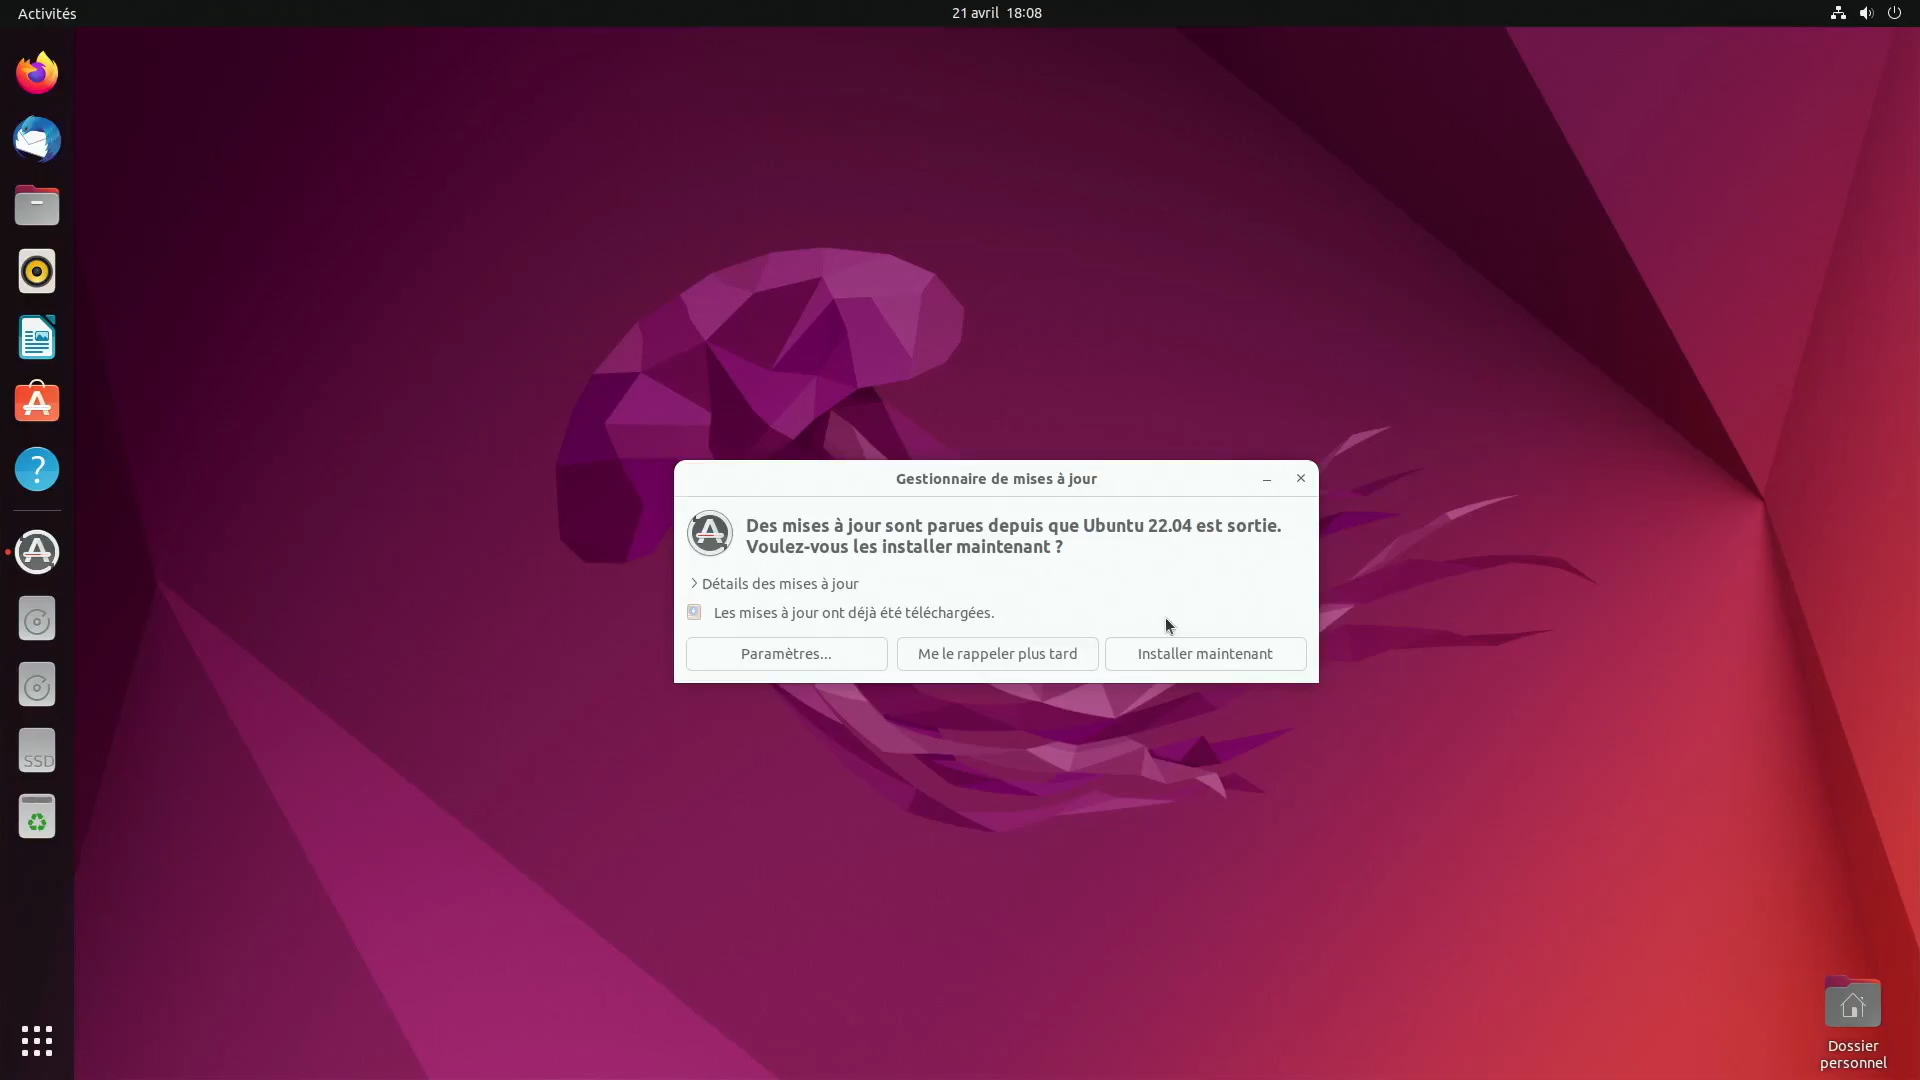 Activités
21 avril 18:08
Gestionnaire de mises à jour
Des mises à jour sont parues depuis que Ubuntu 22.04 est sortie.
Voulez-vous les installer maintenant ?
Détails des mises à jour
Les mises à jour ont déjà été téléchargées.
Paramètres...
Me le rappeler plus tard
Installer maintenant
SSD
Dossier
personnel